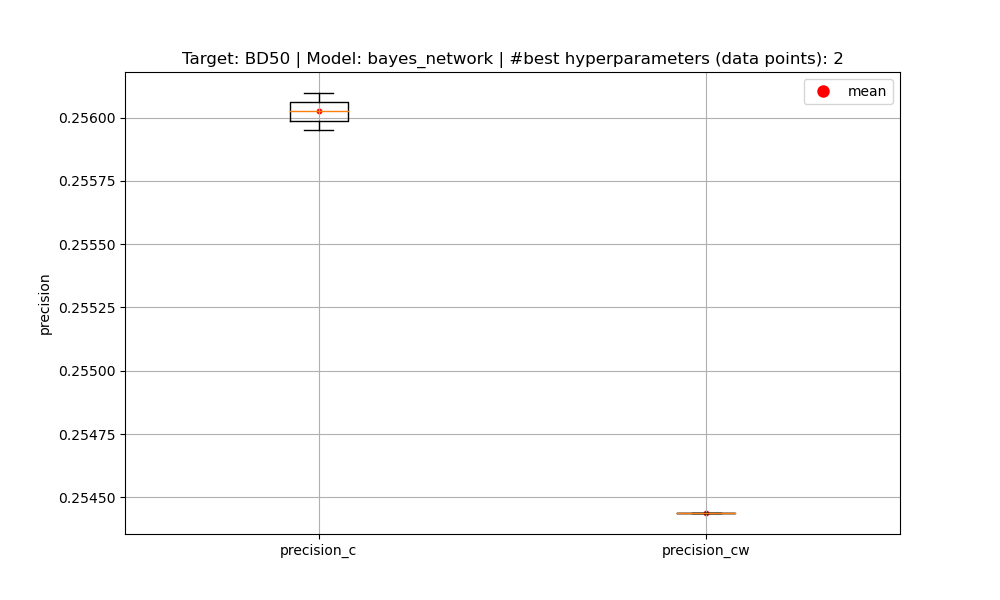 Target: BD50 | Model: bayes_network | #best hyperparameters (data points): 2
mean
0.25600
0.25575
0.25550
0.25525
0.25500
0.25475
0.25450
precision
precision_c
precision_cw